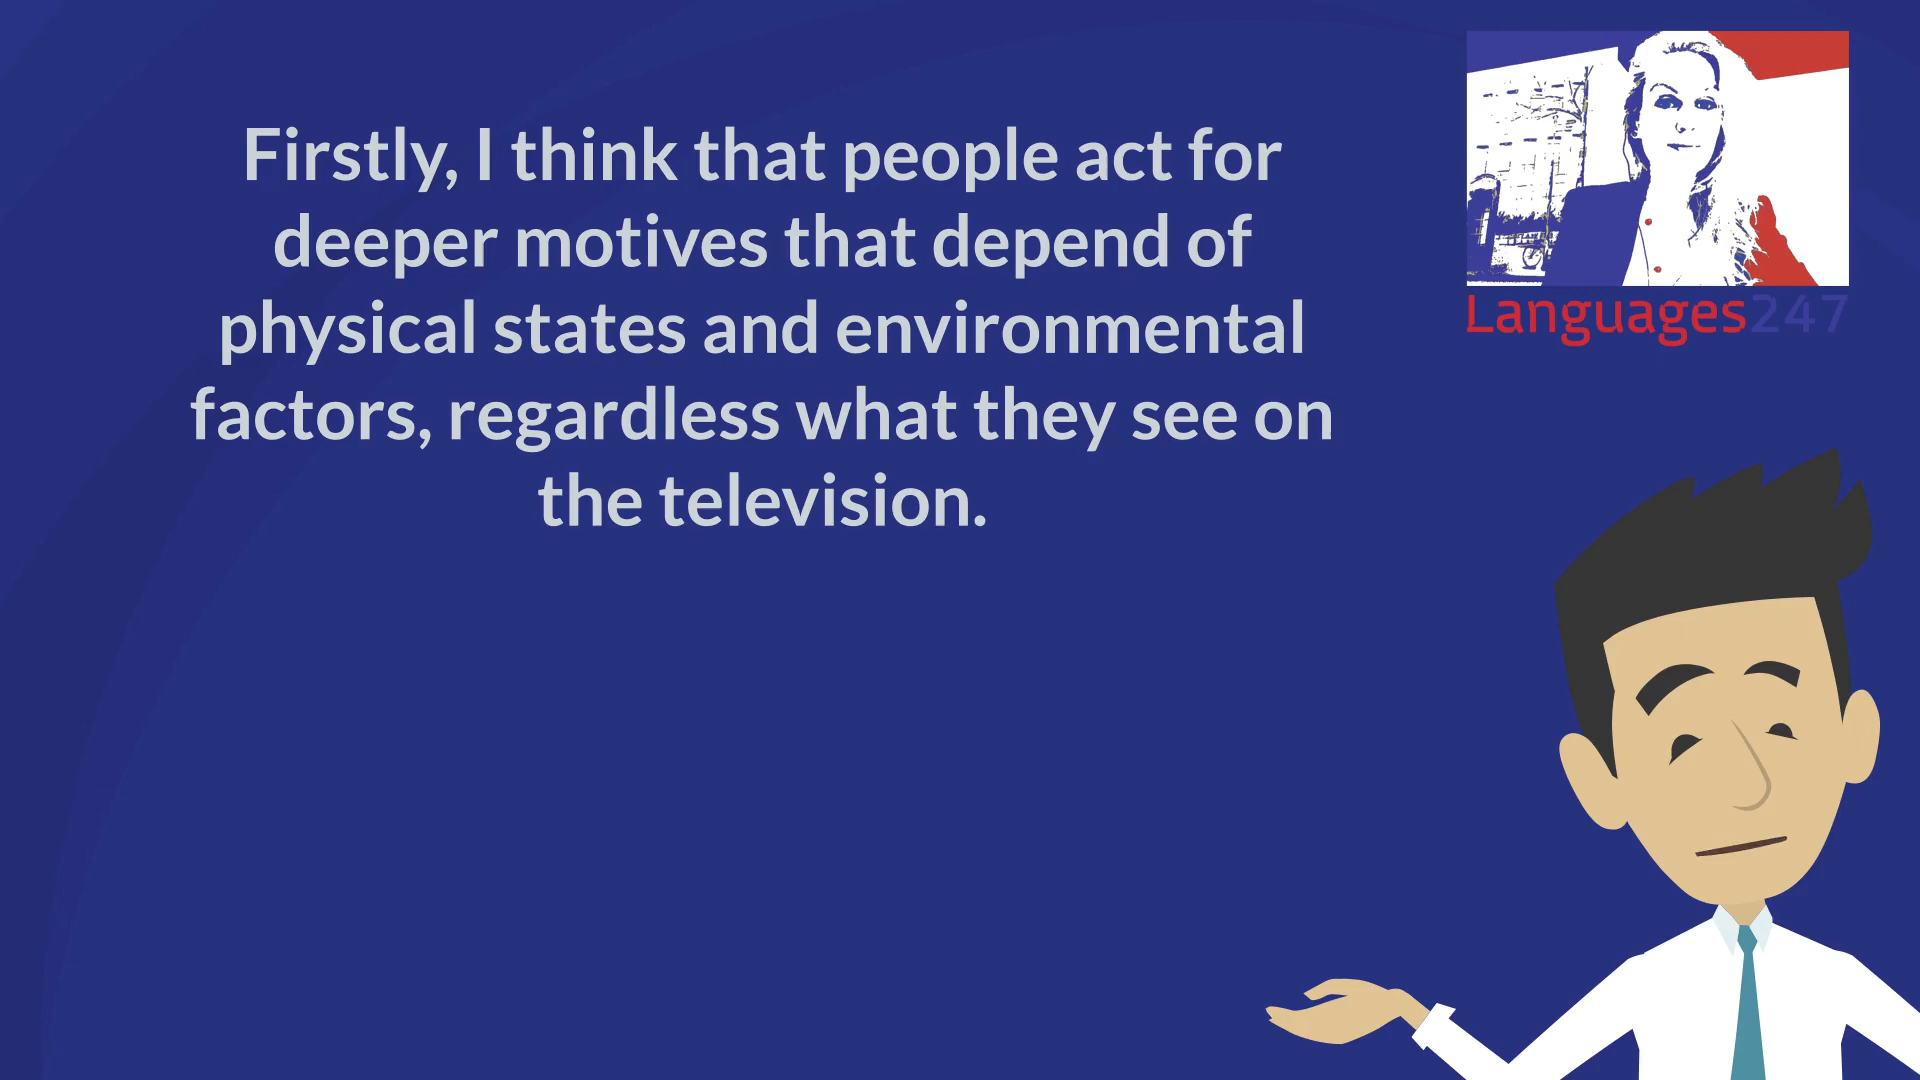 Firstly, I think that people act for
deeper motives that depend of
physical states and environmental
factors, regardless what they see on
the television.
Languages247